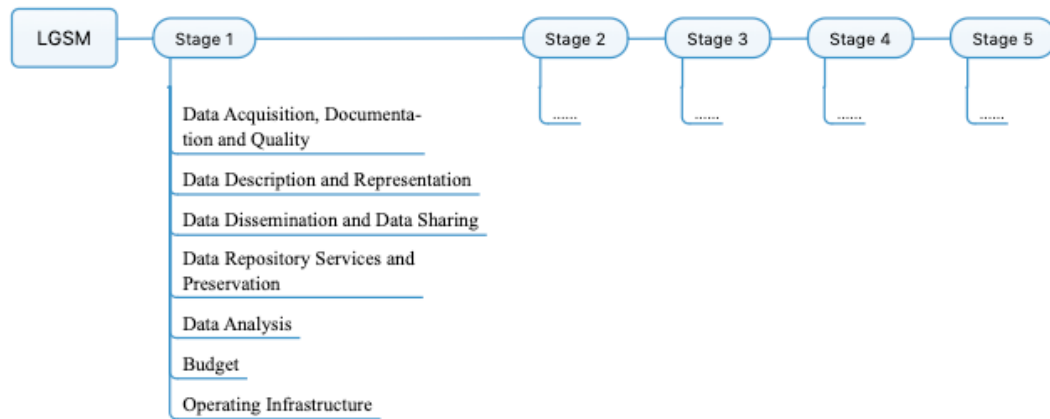 LGSM
Stage 1
Stage 2
Stage 3
Stage 4
Stage 5
Data Acquisition, Documenta-
tion and Quality
Data Description and Representation
Data Dissemination and Data Sharing
Data Repository Services and
Preservation
Data Analysis
Budget
Operating Infrastructure
......
......
......
......